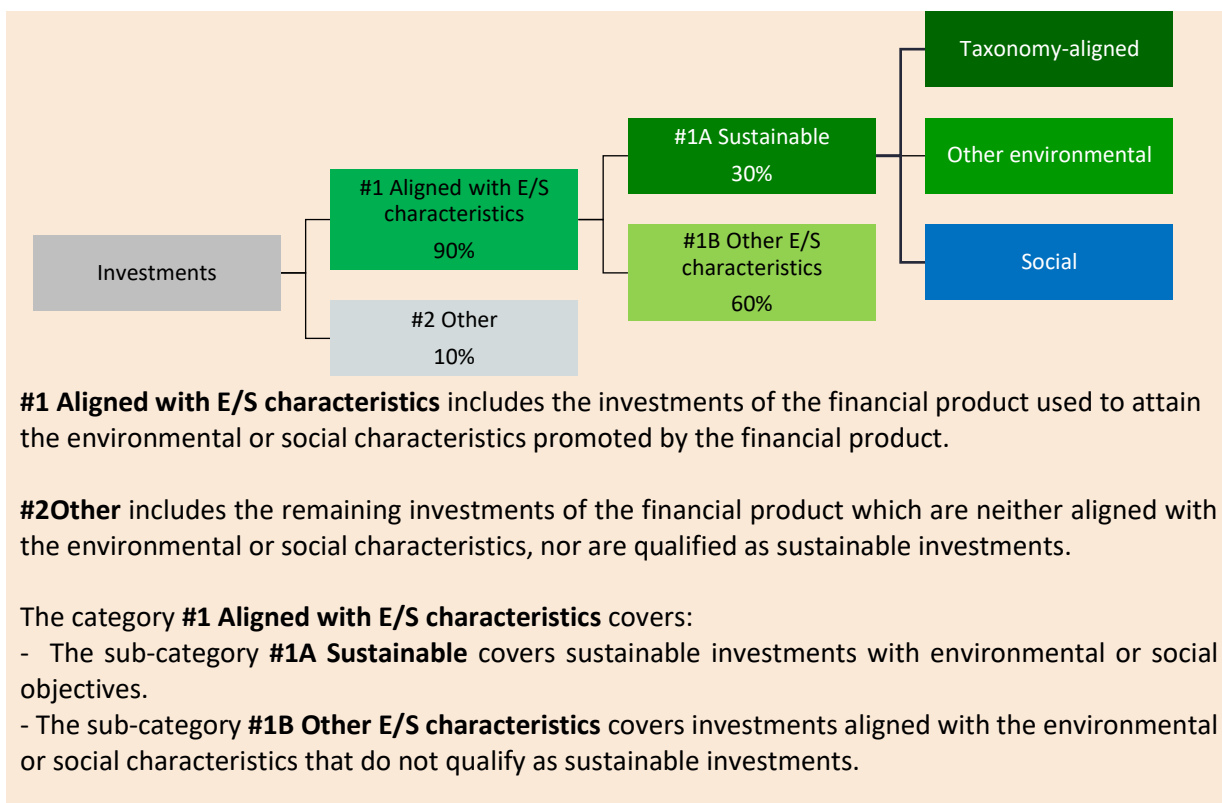 Taxonomy-aligned
#1A Sustainable
30%
Other environmental
#1 Aligned with E/S
characteristics
90%
#1B Other E/S
characteristics
60%
Social
Investments
#2 Other
10%
#1 Aligned with E/S characteristics includes the investments of the financial product used to attain
the environmental or social characteristics promoted by the financial product.
#2Other includes the remaining investments of the financial product which are neither aligned with
the environmental or social characteristics, nor are qualified as sustainable investments.
The category #1 Aligned with E/S characteristics covers:
- The sub-category #1A Sustainable covers sustainable investments with environmental or social
objectives.
- The sub-category #1B Other E/S characteristics covers investments aligned with the environmental
or social characteristics that do not qualify as sustainable investments.